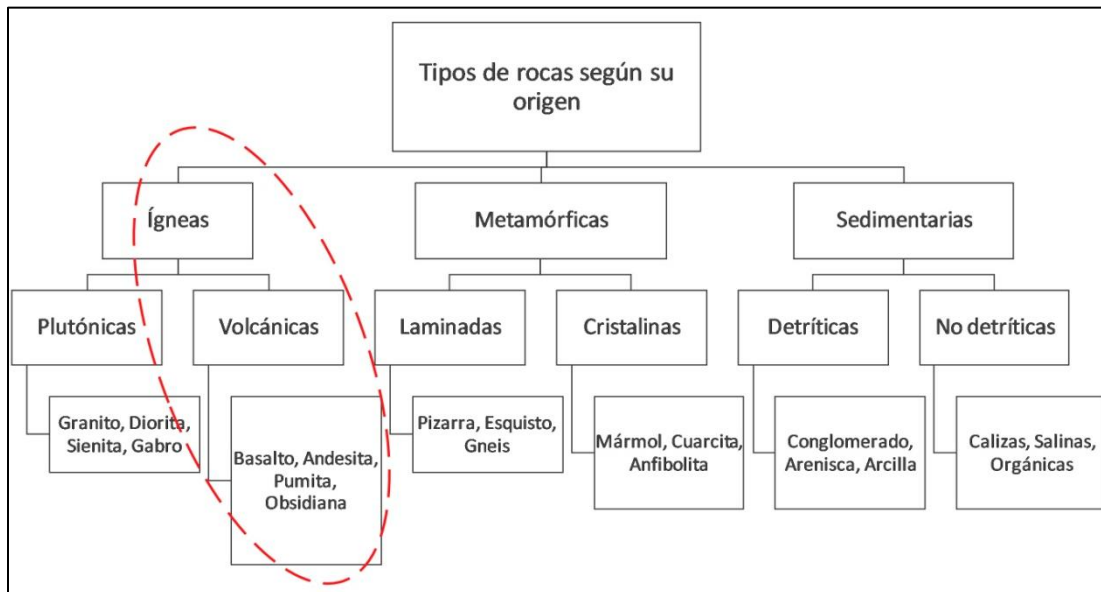 Tipos de rocas según su
origen
Ígneas
Metamórficas
Sedimentarias
Plutónicas
Volcánicas
Laminadas
Cristalinas
Detríticas
No detríticas
Granito, Diorita,
Sienita, Gabro
Basalto, Andesita,
Pumita,
Obsidiana
Pizarra, Esquisto,
Gneis
Mármol, Cuarcita,
Anfibolita
Conglomerado,
Arenisca, Arcilla
Calizas, Salinas,
Orgánicas